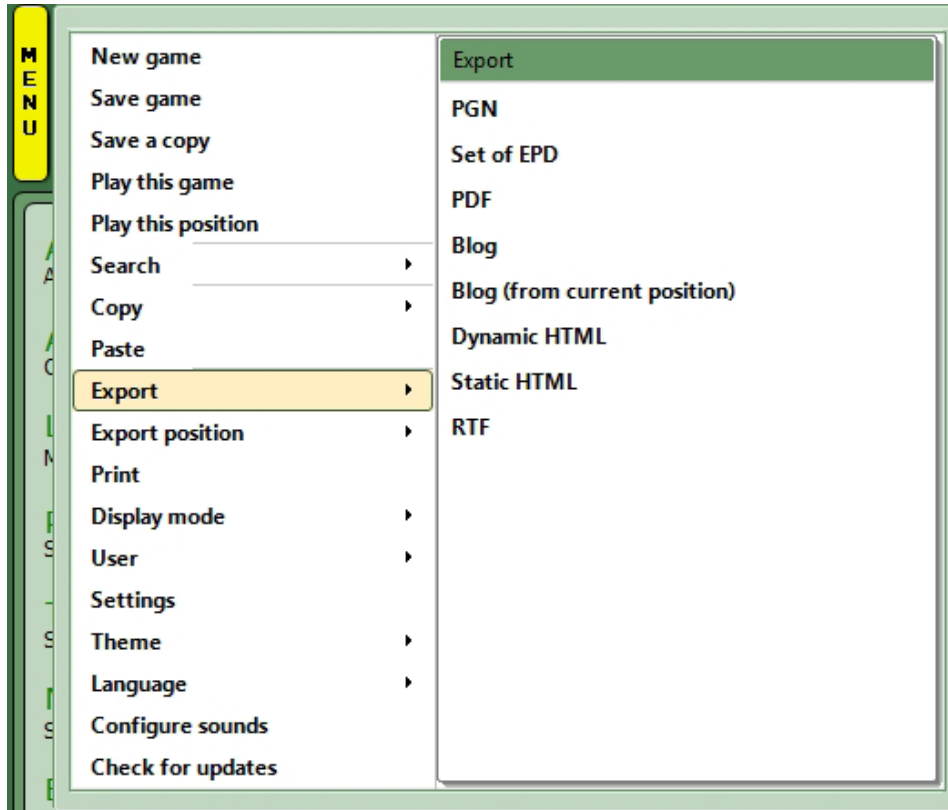 MENU
New game
Save game
Save a copy
Play this game
Play this position
Search
Copy
Paste
Export
Export position
Print
Display mode
User
Settings
Theme
Language
Configure sounds
Check for updates
Export
PGN
Set of EPD
PDF
Blog
Blog (from current position)
Dynamic HTML
Static HTML
RTF